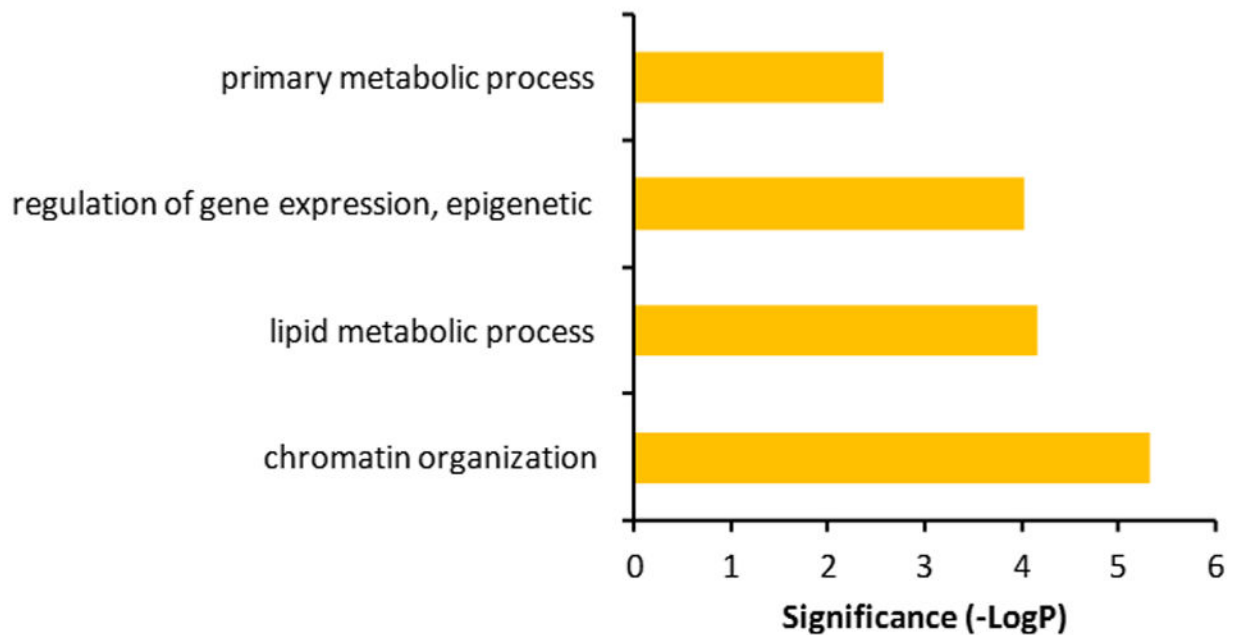 primary metabolic process
regulation of gene expression, epigenetic
lipid metabolic process
chromatin organization
0 1 2 3 4 5 6
Significance (-LogP)